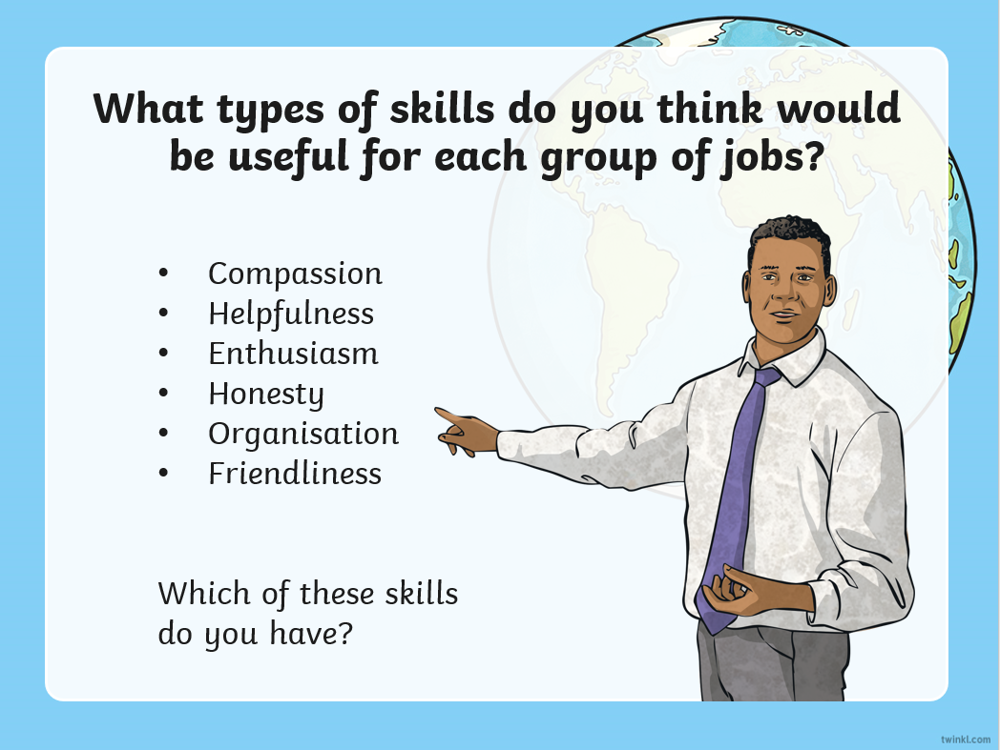 What types of skills do you think would
be useful for each group of jobs?
• Compassion
• Helpfulness
• Enthusiasm
• Honesty
• Organisation
• Friendliness
Which of these skills
do you have?
twinkl.com